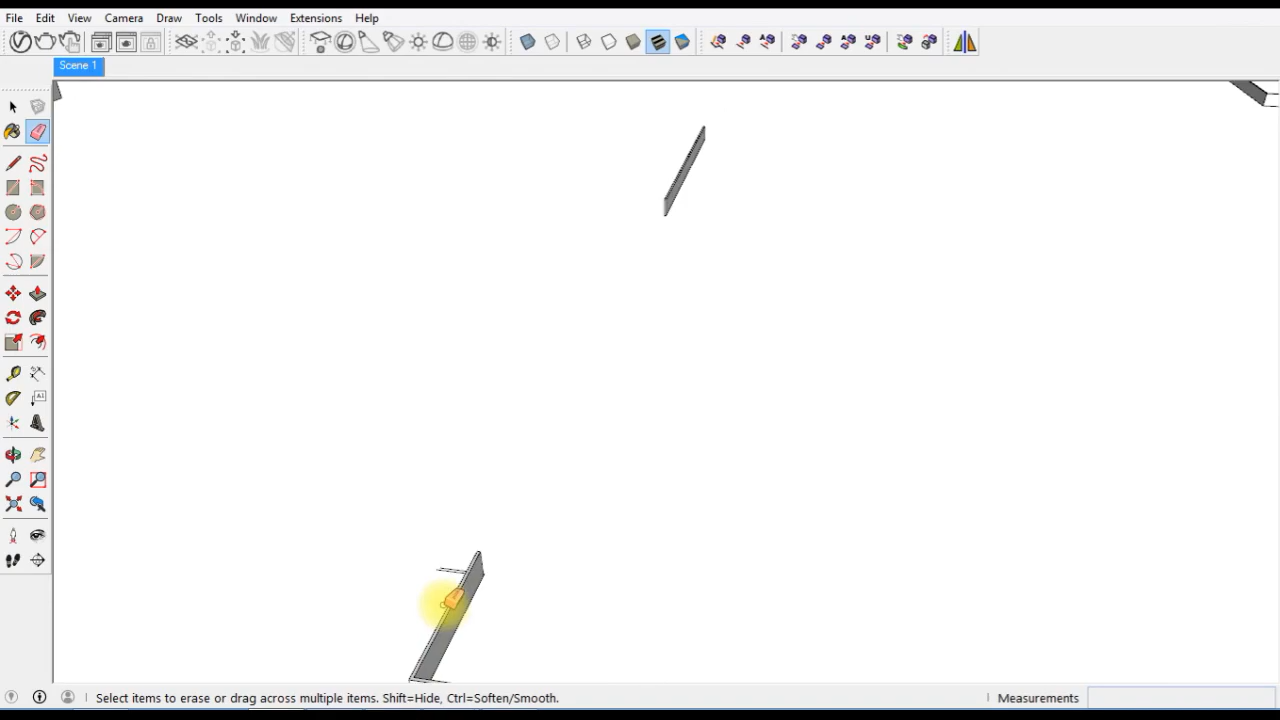 File Edit View Camera Draw Tools Window Extensions Help
Scene 1
Select items to erase or drag across multiple items. Shift=Hide, Ctrl=Soften/Smooth.
Measurements